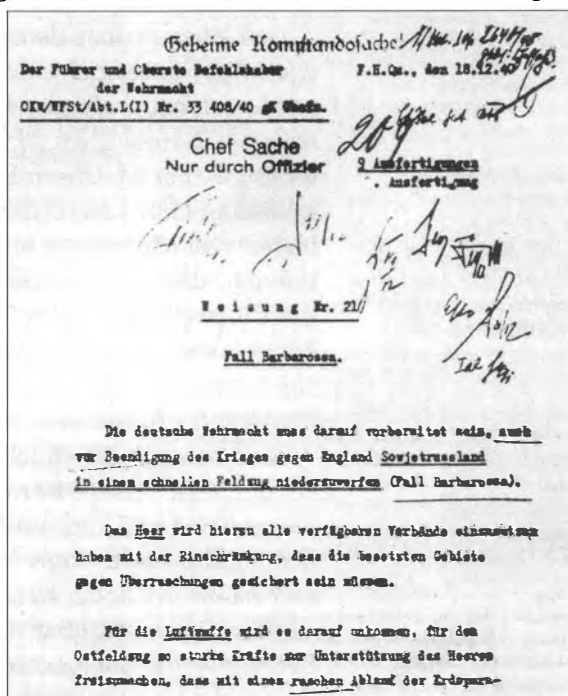 Geheime Kommandosache
Der Führer und Oberste Befehlshaber
der Wehrmacht
OKW/WFSt/Abt.L(I) Nr. 33 408/40 gK Chefs.
F.H.Qu., den 18.12.40
Chef Sache
Nur durch Offizier
9 Ausfertigungen
. Ausfertigung
Weisung Nr. 21
Fall Barbarossa.
Die deutsche Wehrmacht muss darauf vorbereitet sein, auch
vor Beendigung des Krieges gegen England Sowjetrussland
in einem schnellen Feldzug niederzuwerfen (Fall Barbarossa).
Das Heer wird hierzu alle verfügbaren Verbände einzusetzen
haben mit der Einschränkung, dass die besetzten Gebiete
gegen Überraschungen gesichert sein müssen.
Für die Luftwaffe wird es darauf ankommen, für den
Ostfeldzug so starke Kräfte zur Unterstützung des Heeres
freizumachen, dass mit einem raschen Ablauf der Erdopera-